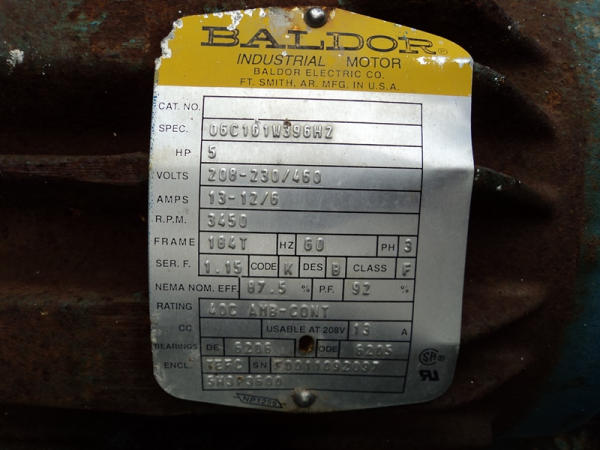 BALDOR®
INDUSTRIAL MOTOR
BALDOR ELECTRIC CO.
FT. SMITH, AR. MFG. IN U.S.A.
CAT. NO.
SPEC. 06C161W396H2
HP 5
VOLTS 208-230/460
AMPS 13-12/6
R.P.M. 3450
FRAME 184T HZ 60 PH 3
SER. F. 1.15 CODE K DES B CLASS F
NEMA NOM. EFF. 87.5 % P.F. 92 %
RATING 40C AMB-CONT
CC USABLE AT 208V 13 A
BEARINGS DE 6206 ODE 6205
ENCL. TEFC SN
NP1256